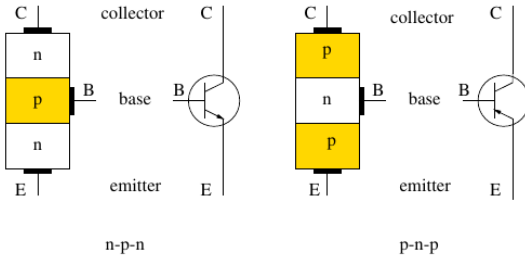 C collector C C collector C
n p
p B base B n B base B
n p
E emitter E E emitter E
n-p-n p-n-p